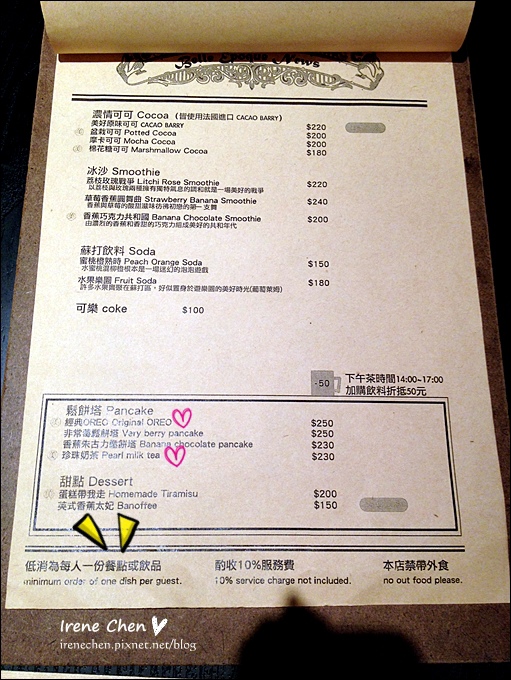 濃情可可 Cocoa (皆使用法國進口 CACAO BARRY)
美好原味可可 CACAO BARRY $220
盆栽可可 Potted Cocoa $200
摩卡可可 Mocha Cocoa $200
棉花糖可可 Marshmallow Cocoa $180
冰沙 Smoothie
荔枝玫瑰戰爭 Litchi Rose Smoothie $220
以荔枝與玫瑰兩種擁有獨特氣息的調和就是一場美好的戰爭
草莓香蕉圓舞曲 Strawberry Banana Smoothie $240
香蕉與草莓的酸甜滋味彷彿初戀的第一支舞
香蕉巧克力共和國 Banana Chocolate Smoothie $200
由濃烈的香蕉和香甜的巧克力組成美好的共和年代
蘇打飲料 Soda
蜜桃橙熟時 Peach Orange Soda $150
水蜜桃混柳橙根本是一場迷幻的泡泡遊戲
水果樂園 Fruit Soda $180
許多水果齊聚在蘇打區，好似置身於遊樂園的美好時光(葡萄萊姆)
可樂 coke $100
-50 下午茶時間14:00~17:00
加購飲料折抵50元
鬆餅塔 Pancake
經典OREO Original OREO $250
非常莓鬆餅塔 Very berry pancake $250
香蕉朱古力鬆餅塔 Banana chocolate pancake $230
珍珠奶茶 Pearl milk tea $230
甜點 Dessert
蛋糕帶我走 Homemade Tiramisu $200
英式香蕉太妃 Banoffee $150
低消為每人一份餐點或飲品 酌收10%服務費 本店禁帶外食
minimum order of one dish per guest. 10% service charge not included. no out food please.
Irene Chen
irenechen.pixnet.net/blog